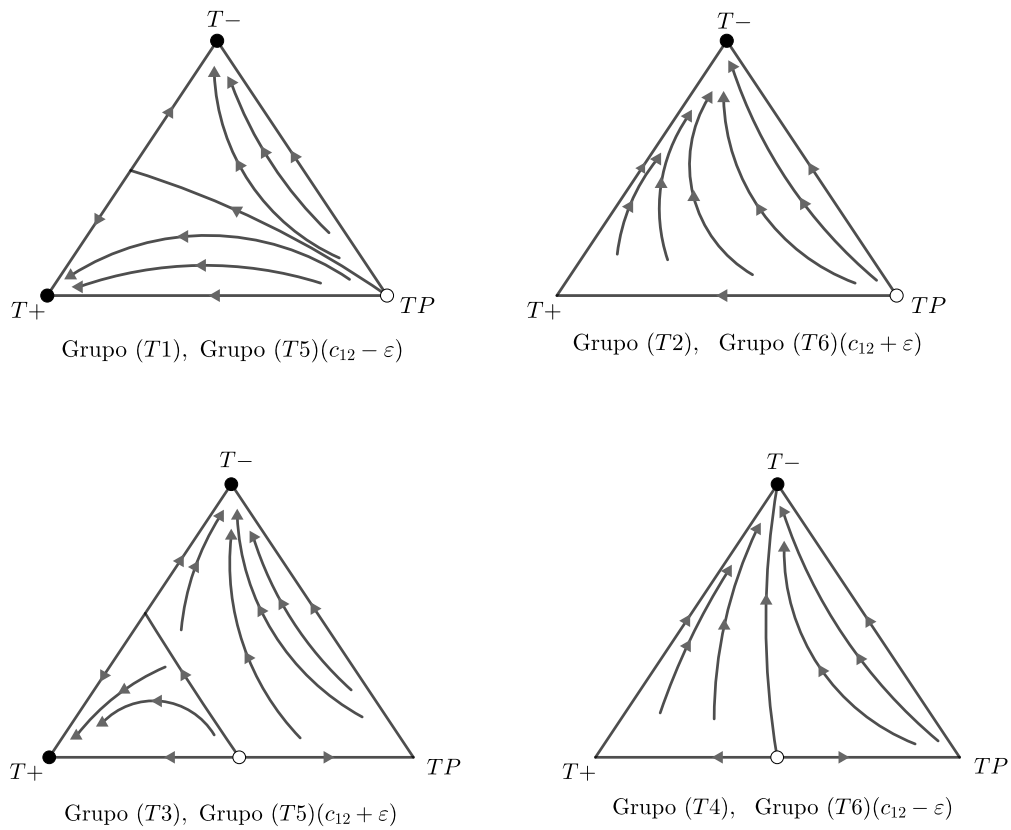 T−
T−
T+
TP
T+
TP
Grupo (T1), Grupo (T5)(c₁₂ − ε)
Grupo (T2), Grupo (T6)(c₁₂ + ε)
T−
T−
T+
TP
T+
TP
Grupo (T3), Grupo (T5)(c₁₂ + ε)
Grupo (T4), Grupo (T6)(c₁₂ − ε)